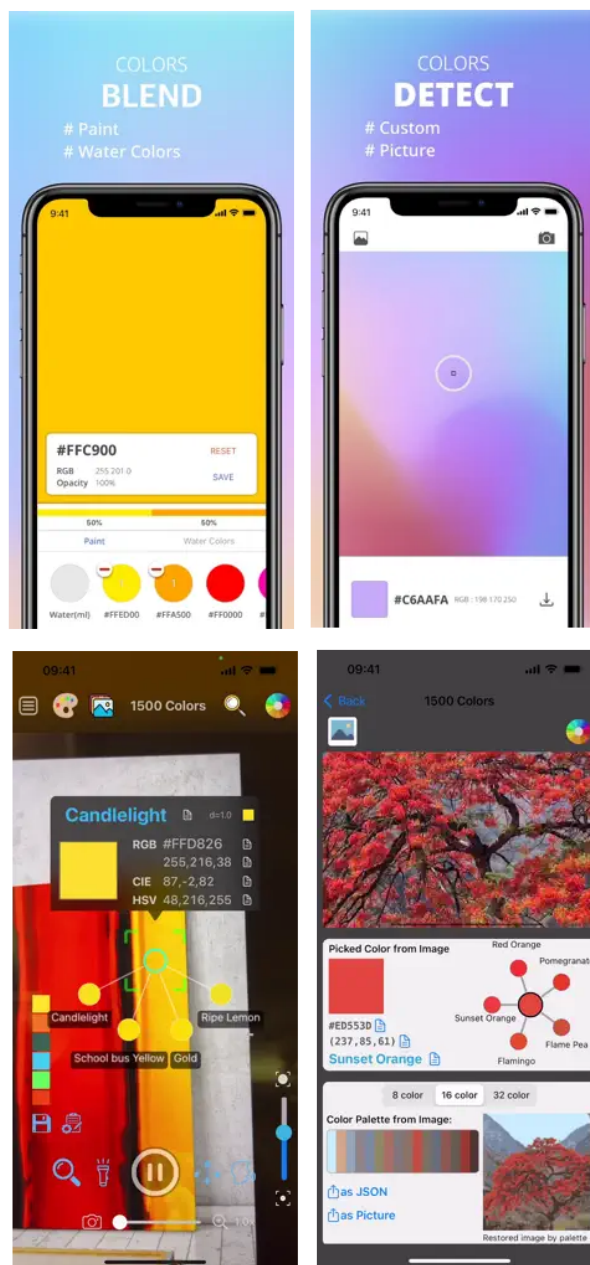 COLORS
BLEND
# Paint
# Water Colors
9:41
#FFC900
RESET
RGB 255 201 0
Opacity 100%
SAVE
50% 50%
Paint Water Colors
1 1
Water(ml) #FFED00 #FFA500 #FF0000 #F
COLORS
DETECT
# Custom
# Picture
9:41
#C6AAFA RGB : 198 170 250
09:41
1500 Colors
Candlelight d=1.0
RGB #FFD826
255,216,38
CIE 87,-2,82
HSV 48,216,255
Candlelight
Ripe Lemon
School bus Yellow
Gold
1.0
09:41
Back 1500 Colors
Picked Color from Image
Red Orange
Pomegranate
#ED553D
(237,85,61)
Sunset Orange
Sunset Orange
Flame Pea
Flamingo
8 color 16 color 32 color
Color Palette from Image:
as JSON
as Picture
Restored image by palette